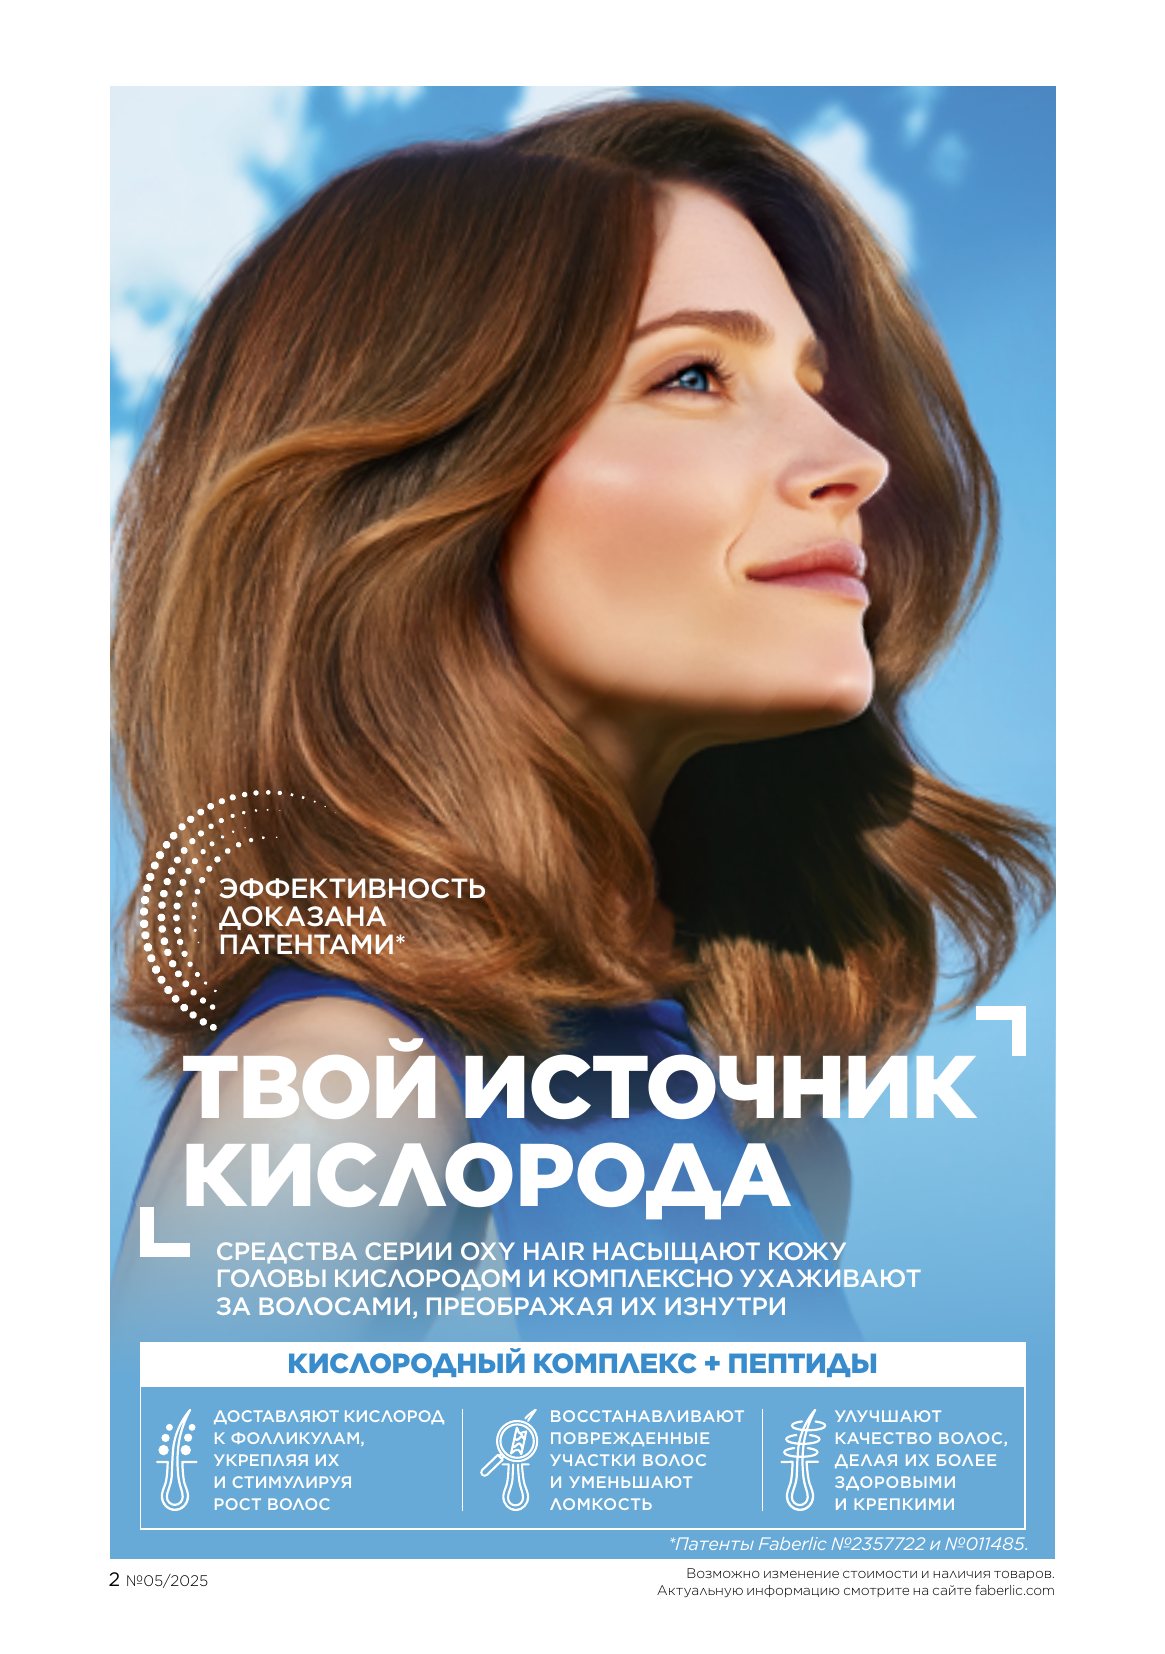 ЭФФЕКТИВНОСТЬ
ДОКАЗАНА
ПАТЕНТАМИ*
ТВОЙ ИСТОЧНИК
КИСЛОРОДА
СРЕДСТВА СЕРИИ OXY HAIR НАСЫЩАЮТ КОЖУ
ГОЛОВЫ КИСЛОРОДОМ И КОМПЛЕКСНО УХАЖИВАЮТ
ЗА ВОЛОСАМИ, ПРЕОБРАЖАЯ ИХ ИЗНУТРИ
КИСЛОРОДНЫЙ КОМПЛЕКС + ПЕПТИДЫ
ДОСТАВЛЯЮТ КИСЛОРОД
К ФОЛЛИКУЛАМ,
УКРЕПЛЯЯ ИХ
И СТИМУЛИРУЯ
РОСТ ВОЛОС
ВОССТАНАВЛИВАЮТ
ПОВРЕЖДЕННЫЕ
УЧАСТКИ ВОЛОС
И УМЕНЬШАЮТ
ЛОМКОСТЬ
УЛУЧШАЮТ
КАЧЕСТВО ВОЛОС,
ДЕЛАЯ ИХ БОЛЕЕ
ЗДОРОВЫМИ
И КРЕПКИМИ
*Патенты Faberlic №2357722 и №011485.
2 №05/2025
Возможно изменение стоимости и наличия товаров.
Актуальную информацию смотрите на сайте faberlic.com